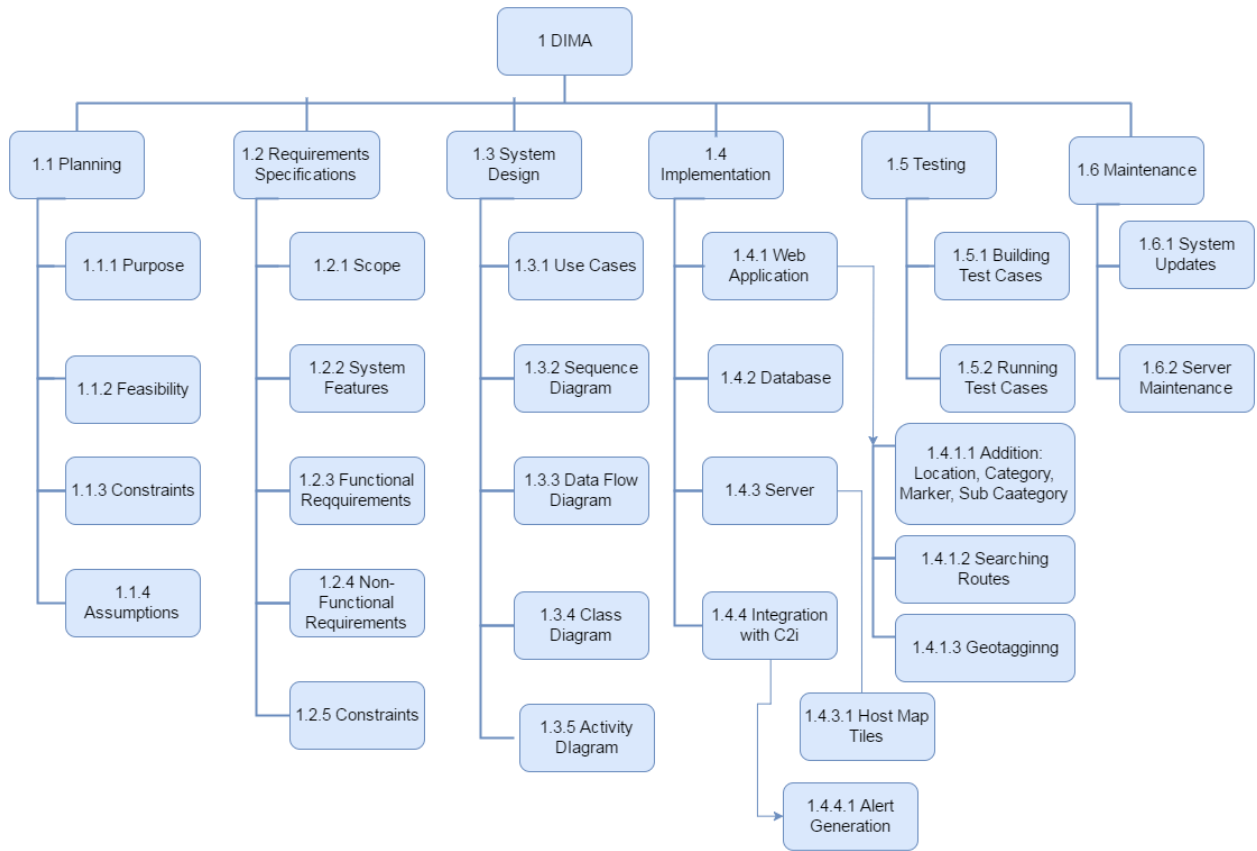 1 DIMA
1.1 Planning
1.2 Requirements
Specifications
1.3 System
Design
1.4
Implementation
1.5 Testing
1.6 Maintenance
1.1.1 Purpose
1.1.2 Feasibility
1.1.3 Constraints
1.1.4
Assumptions
1.2.1 Scope
1.2.2 System
Features
1.2.3 Functional
Reqquirements
1.2.4 Non-
Functional
Requirements
1.2.5 Constraints
1.3.1 Use Cases
1.3.2 Sequence
Diagram
1.3.3 Data Flow
Diagram
1.3.4 Class
Diagram
1.3.5 Activity
DIagram
1.4.1 Web
Application
1.4.2 Database
1.4.3 Server
1.4.4 Integration
with C2i
1.4.1.1 Addition:
Location, Category,
Marker, Sub Caategory
1.4.1.2 Searching
Routes
1.4.1.3 Geotagginng
1.4.3.1 Host Map
Tiles
1.4.4.1 Alert
Generation
1.5.1 Building
Test Cases
1.5.2 Running
Test Cases
1.6.1 System
Updates
1.6.2 Server
Maintenance